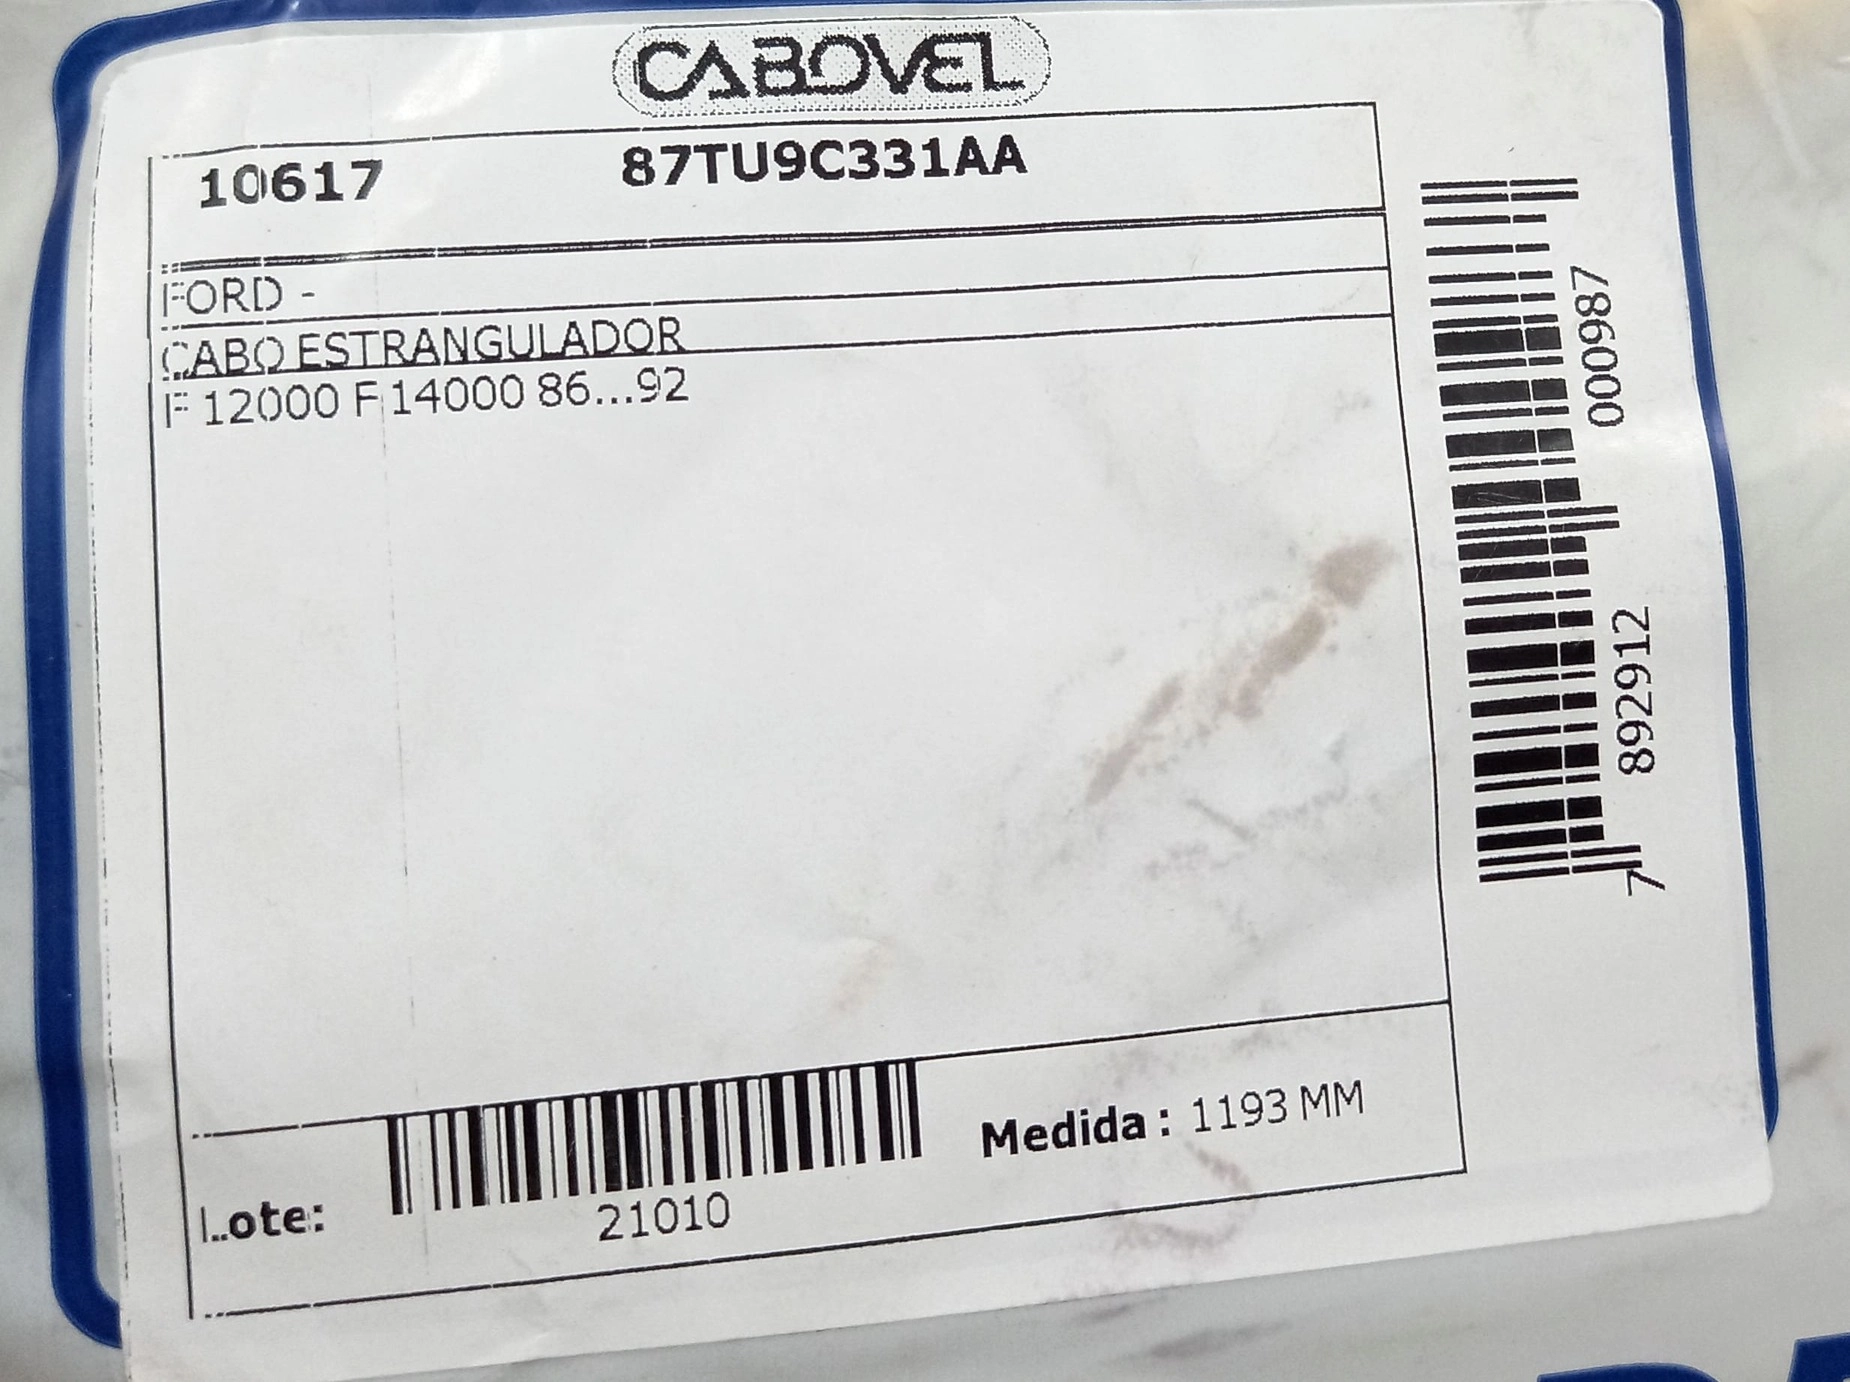 CABOVEL
10617 87TU9C331AA
FORD -
CABO ESTRANGULADOR
F 12000 F 14000 86...92
Lote:
21010
Medida : 1193 MM
7 892912 000987